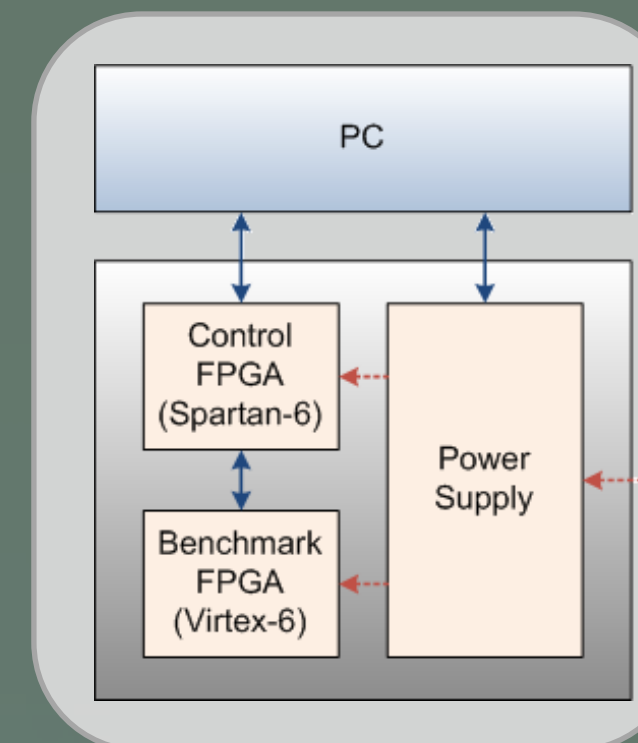 PC
Control
FPGA
(Spartan-6)
Power
Supply
Benchmark
FPGA
(Virtex-6)